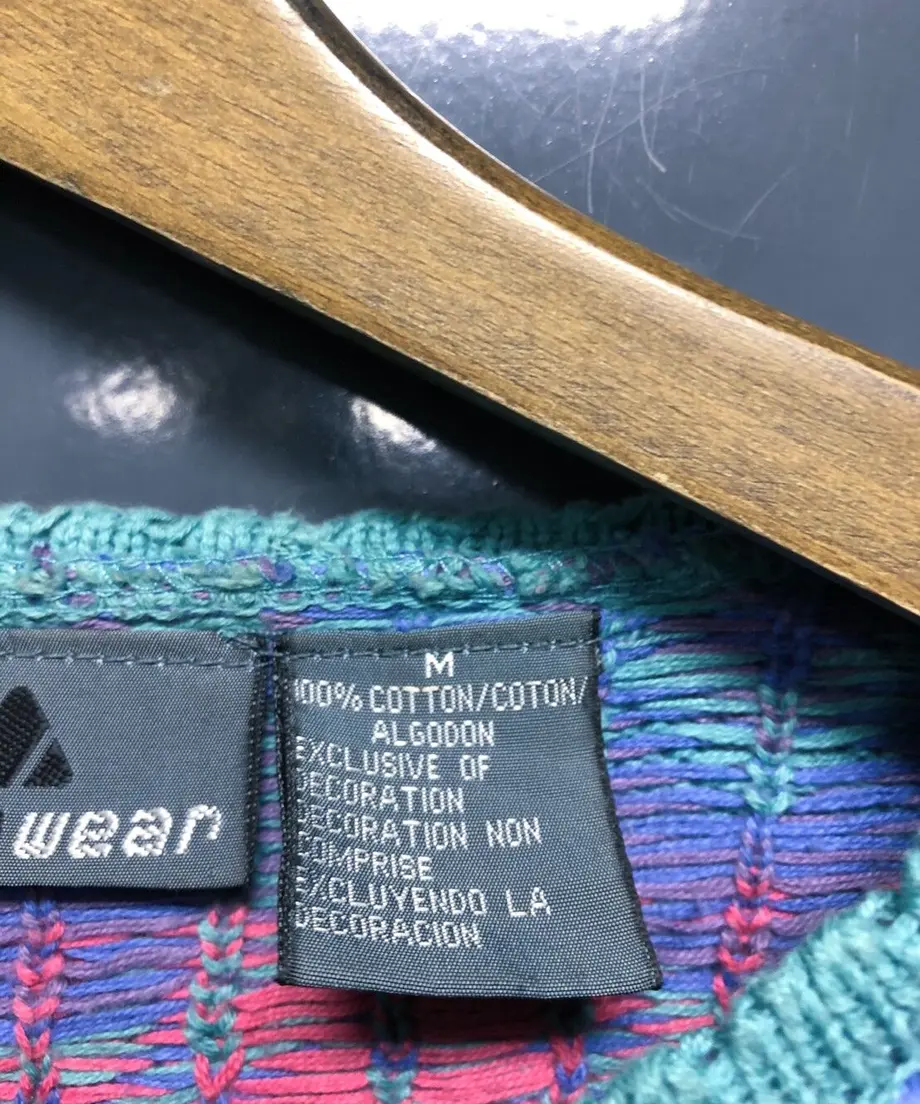 wear
M
100% COTTON/COTON/
ALGODON
EXCLUSIVE OF
DECORATION
DECORATION NON
COMPRISE
EXCLUYENDO LA
DECORACION